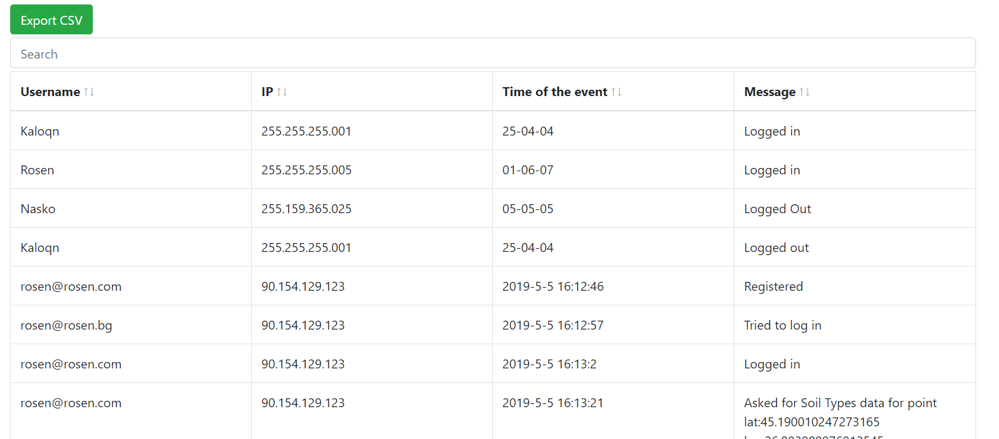 Export CSV
Search
Username ↑↓ IP ↑↓ Time of the event ↑↓ Message ↑↓
Kaloqn 255.255.255.001 25-04-04 Logged in
Rosen 255.255.255.005 01-06-07 Logged in
Nasko 255.159.365.025 05-05-05 Logged Out
Kaloqn 255.255.255.001 25-04-04 Logged out
rosen@rosen.com 90.154.129.123 2019-5-5 16:12:46 Registered
rosen@rosen.bg 90.154.129.123 2019-5-5 16:12:57 Tried to log in
rosen@rosen.com 90.154.129.123 2019-5-5 16:13:2 Logged in
rosen@rosen.com 90.154.129.123 2019-5-5 16:13:21 Asked for Soil Types data for point
lat:45.190010247273165